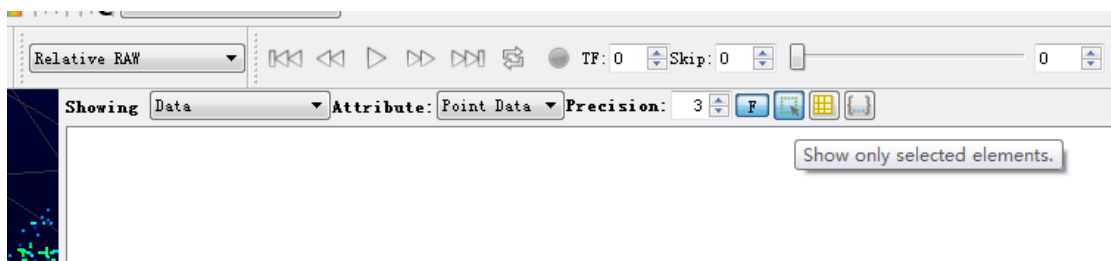 Relative RAW TF: 0 Skip: 0 0
Showing Data Attribute: Point Data Precision: 3 F {...}
Show only selected elements.